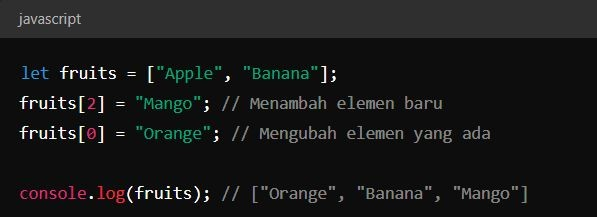 javascript
let fruits = ["Apple", "Banana"];
fruits[2] = "Mango"; // Menambah elemen baru
fruits[0] = "Orange"; // Mengubah elemen yang ada
console.log(fruits); // ["Orange", "Banana", "Mango"]